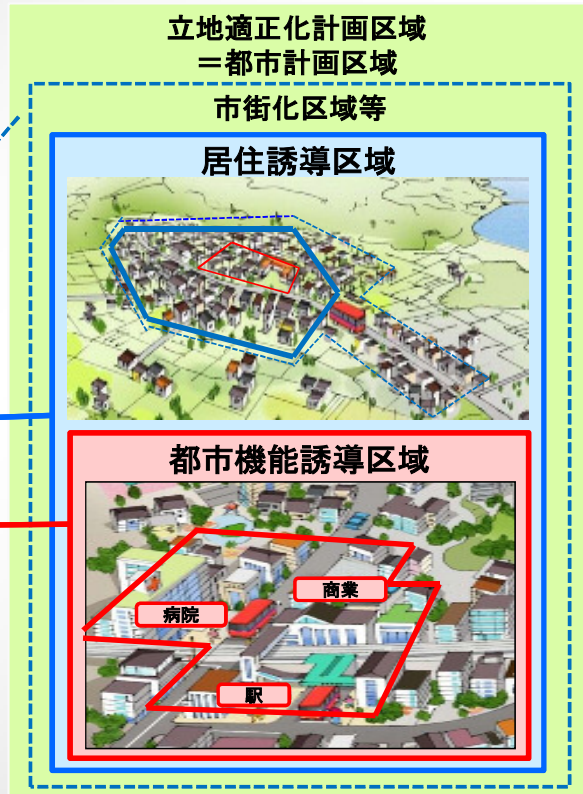 立地適正化計画区域
＝都市計画区域
市街化区域等
居住誘導区域
都市機能誘導区域
商業
病院
駅